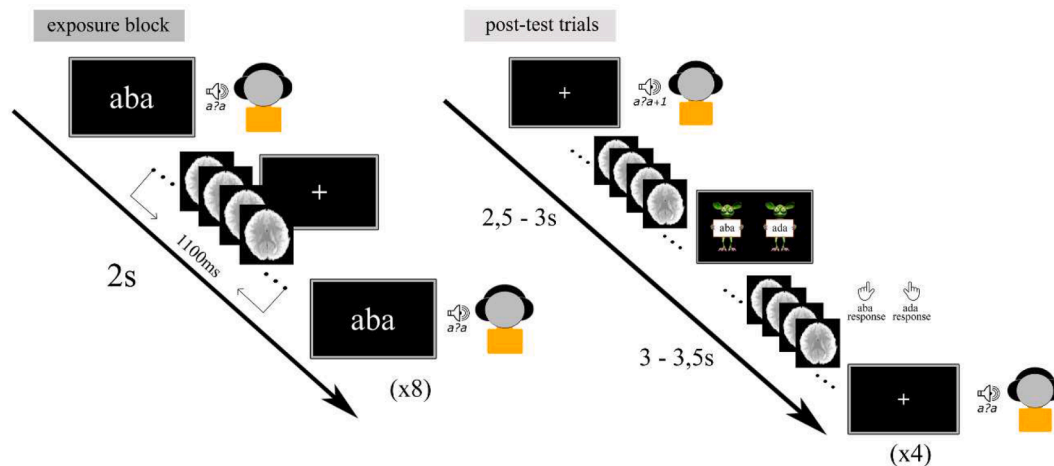 exposure block
aba
a?a
+
1100ms
2s
aba
a?a
(x8)
post-test trials
+
a?a+1
2,5 - 3s
aba ada
aba ada
response response
3 - 3,5s
+
a?a
(x4)